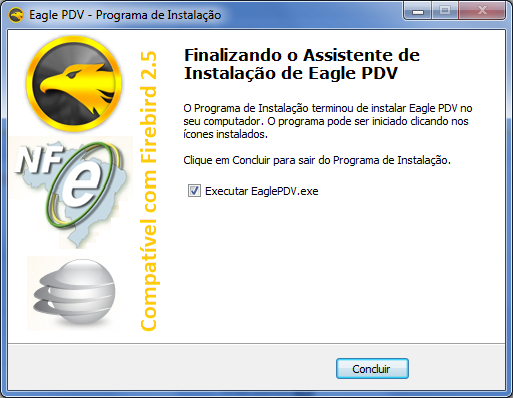 Eagle PDV - Programa de Instalação
Finalizando o Assistente de
Instalação de Eagle PDV
O Programa de Instalação terminou de instalar Eagle PDV no
seu computador. O programa pode ser iniciado clicando nos
ícones instalados.
Clique em Concluir para sair do Programa de Instalação.
Executar EaglePDV.exe
NFe
Compatível com Firebird 2.5
Concluir